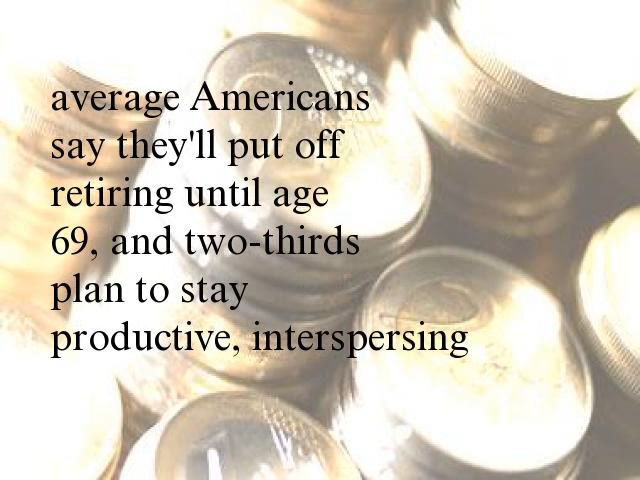 average Americans
say they'll put off
retiring until age
69, and two-thirds
plan to stay
productive, interspersing